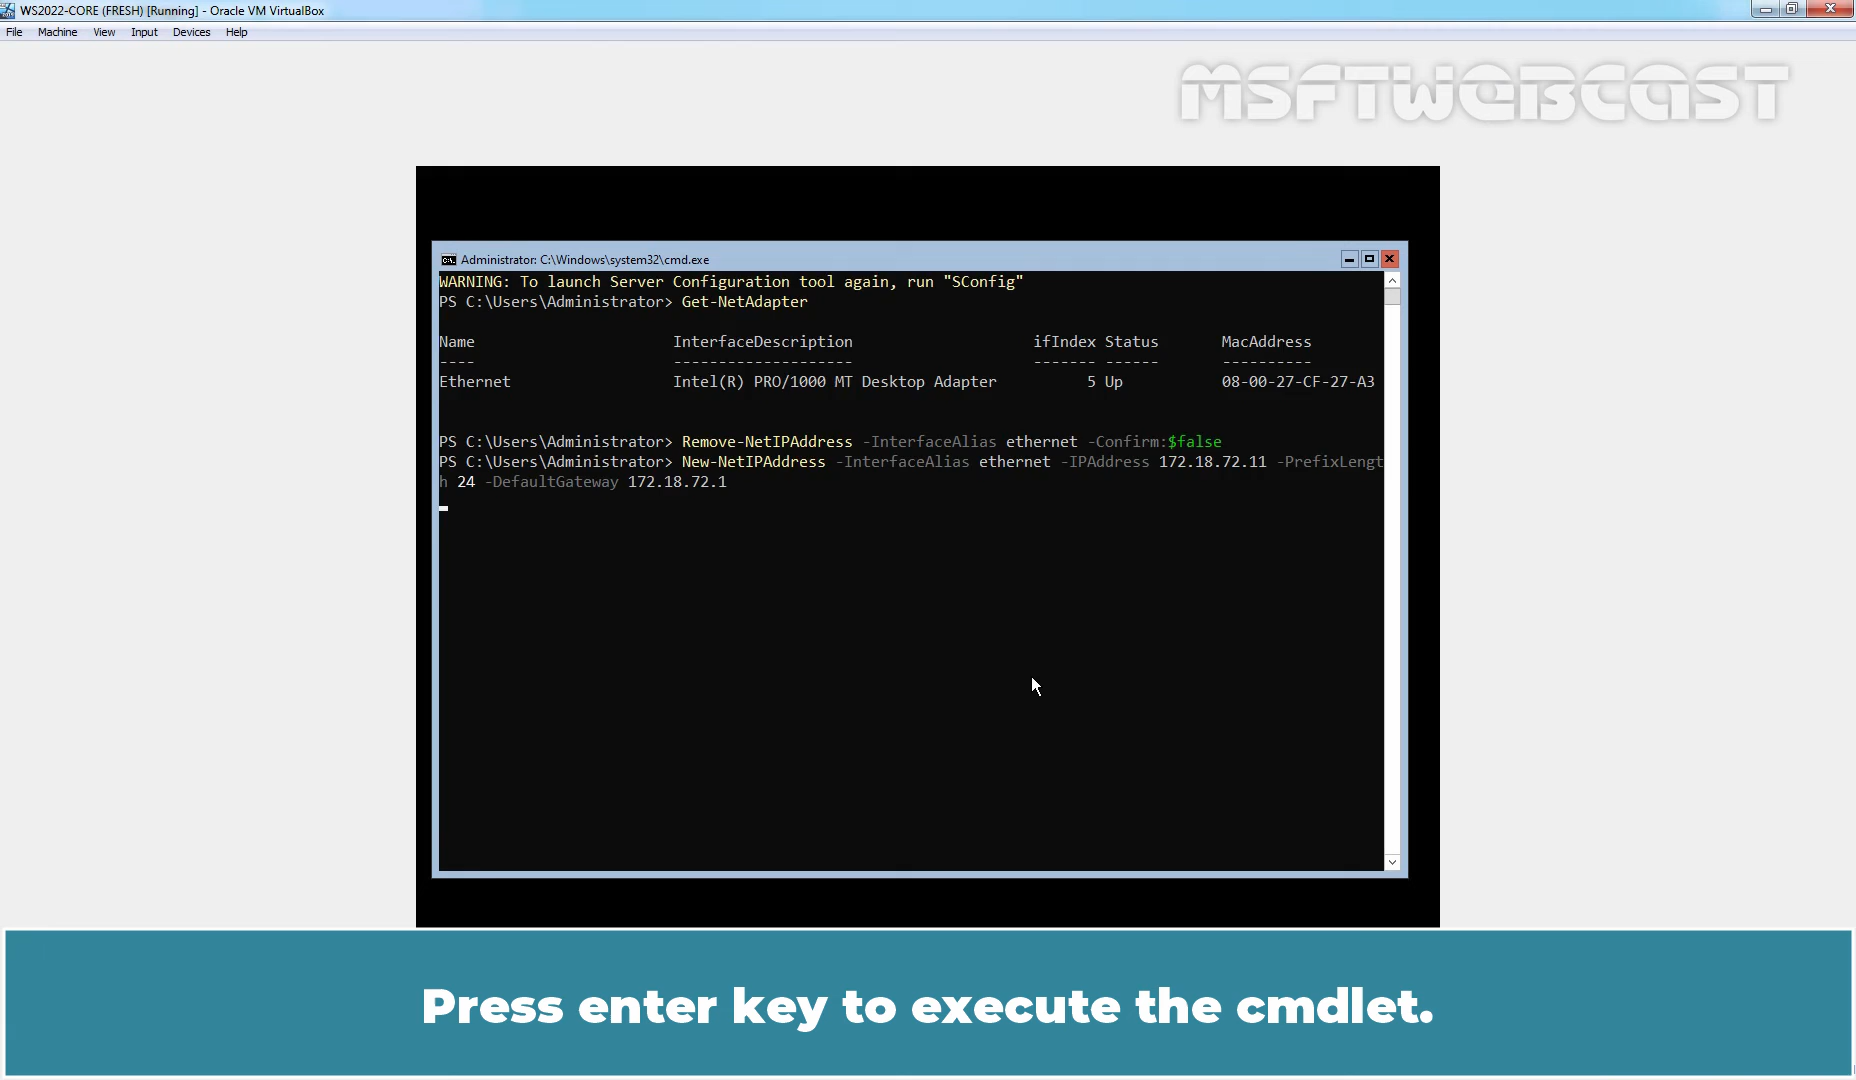 WS2022-CORE (FRESH) [Running] - Oracle VM VirtualBox
File Machine View Input Devices Help
MSFTWEBCAST
Administrator: C:\Windows\system32\cmd.exe
WARNING: To launch Server Configuration tool again, run "SConfig"
PS C:\Users\Administrator> Get-NetAdapter
Name InterfaceDescription ifIndex Status MacAddress
---- -------------------- ------- ------ ----------
Ethernet Intel(R) PRO/1000 MT Desktop Adapter 5 Up 08-00-27-CF-27-A3
PS C:\Users\Administrator> Remove-NetIPAddress -InterfaceAlias ethernet -Confirm:$false
PS C:\Users\Administrator> New-NetIPAddress -InterfaceAlias ethernet -IPAddress 172.18.72.11 -PrefixLengt
h 24 -DefaultGateway 172.18.72.1
Press enter key to execute the cmdlet.